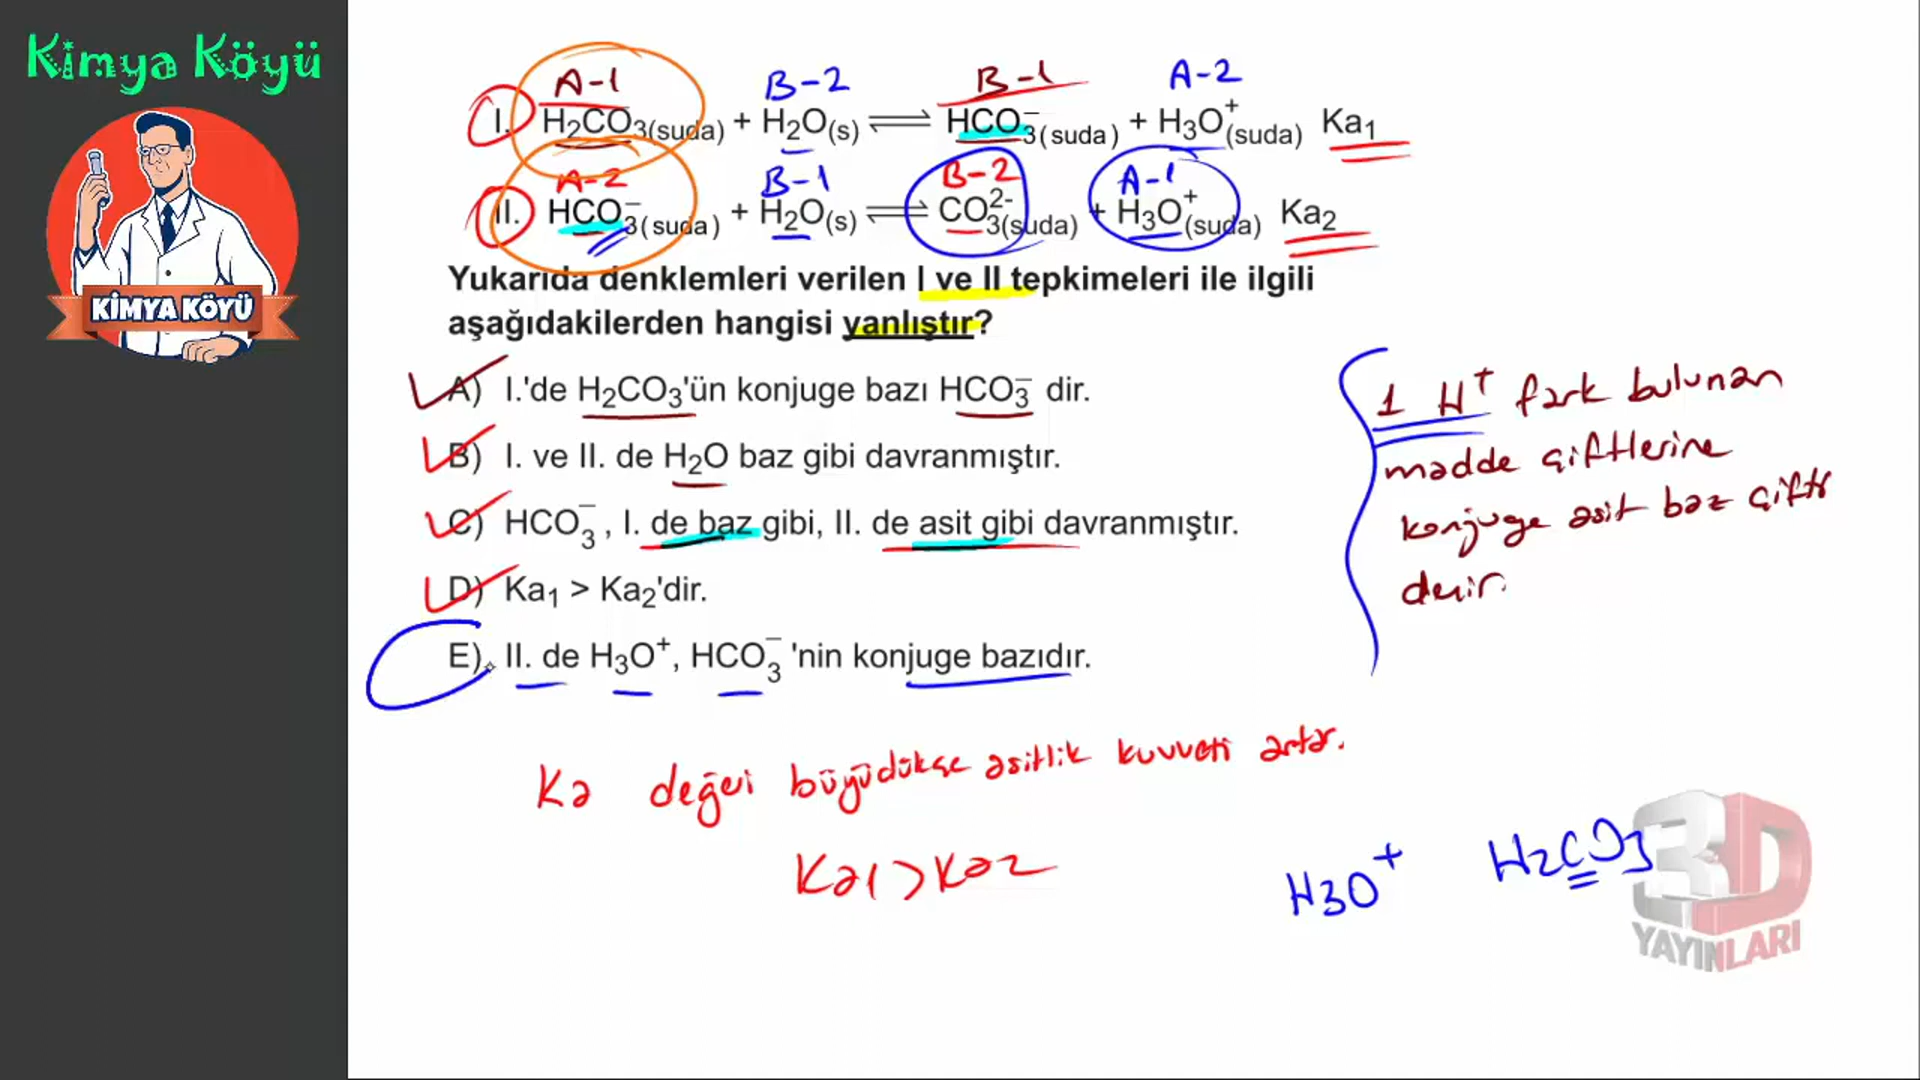 Kimya Köyü
KİMYA KÖYÜ
A-1 B-2 B-1 A-2
I. H₂CO₃(suda) + H₂O(s) ⇌ HCO₃⁻(suda) + H₃O⁺(suda) Ka₁
A-2 B-1 B-2 A-1
II. HCO₃⁻(suda) + H₂O(s) ⇌ CO₃²⁻(suda) + H₃O⁺(suda) Ka₂
Yukarıda denklemleri verilen I ve II tepkimeleri ile ilgili
aşağıdakilerden hangisi yanlıştır?
A) I.'de H₂CO₃'ün konjuge bazı HCO₃⁻ dir.
B) I. ve II. de H₂O baz gibi davranmıştır.
C) HCO₃⁻, I. de baz gibi, II. de asit gibi davranmıştır.
D) Ka₁ > Ka₂'dir.
E) II. de H₃O⁺, HCO₃⁻ 'nin konjuge bazıdır.
1 H⁺ fark bulunan
madde çiftlerine
konjuge asit baz çifti
denir.
Ka değeri büyüdükçe asitlik kuvveti artar.
Ka1 > Ka2
H₃O⁺ H₂CO₃
3D
YAYINLARI